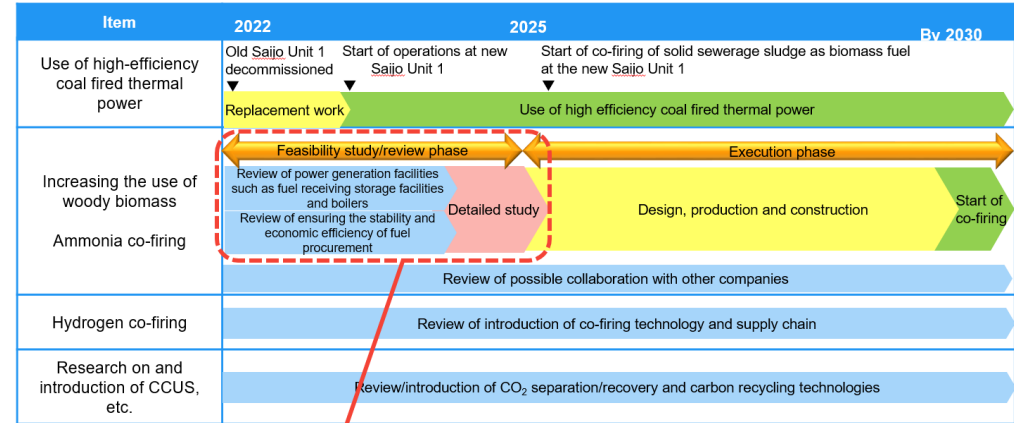 Item
2022
2025
By 2030
Use of high-efficiency
coal fired thermal
power
Old Saijo Unit 1
decommissioned
Start of operations at new
Saijo Unit 1
Start of co-firing of solid sewerage sludge as biomass fuel
at the new Saijo Unit 1
Replacement work
Use of high efficiency coal fired thermal power
Increasing the use of
woody biomass
Ammonia co-firing
Feasibility study/review phase
Execution phase
Review of power generation facilities
such as fuel receiving storage facilities
and boilers
Review of ensuring the stability and
economic efficiency of fuel
procurement
Detailed study
Design, production and construction
Start of
co-firing
Review of possible collaboration with other companies
Hydrogen co-firing
Review of introduction of co-firing technology and supply chain
Research on and
introduction of CCUS,
etc.
Review/introduction of CO₂ separation/recovery and carbon recycling technologies